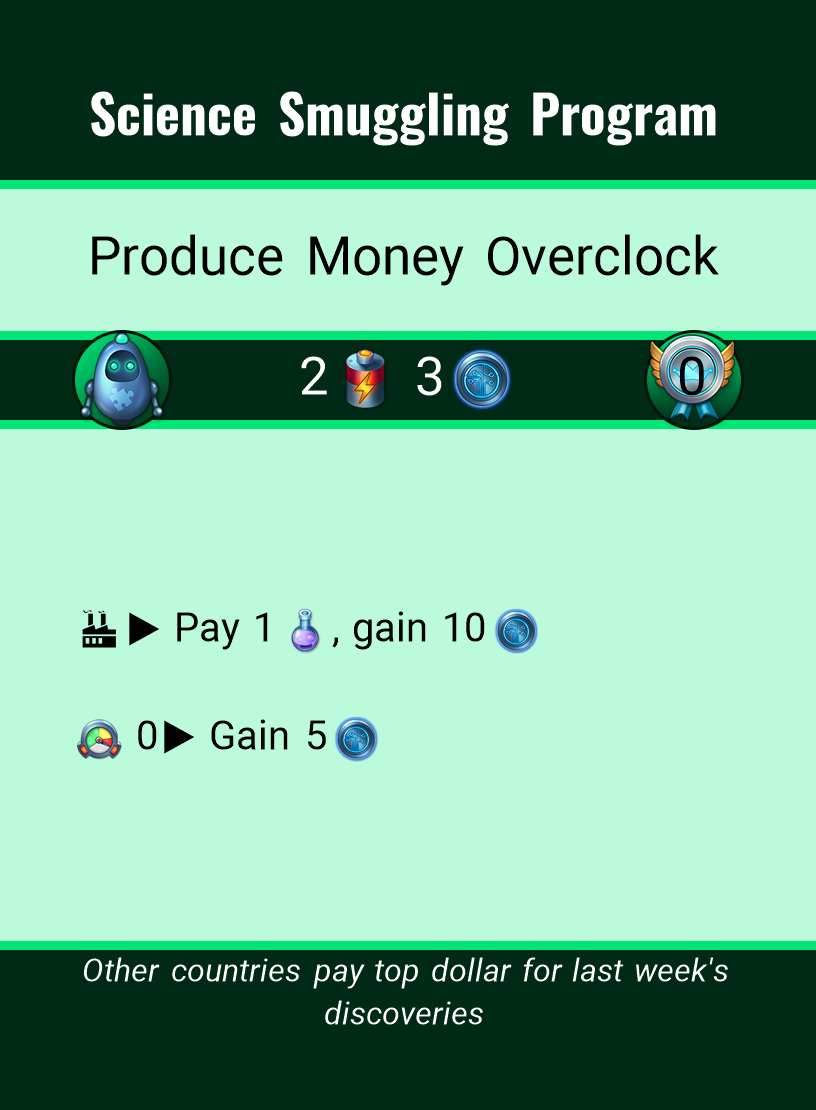 Science Smuggling Program
Produce Money Overclock
2 3 0
Pay 1 , gain 10
0 Gain 5
Other countries pay top dollar for last week's
discoveries